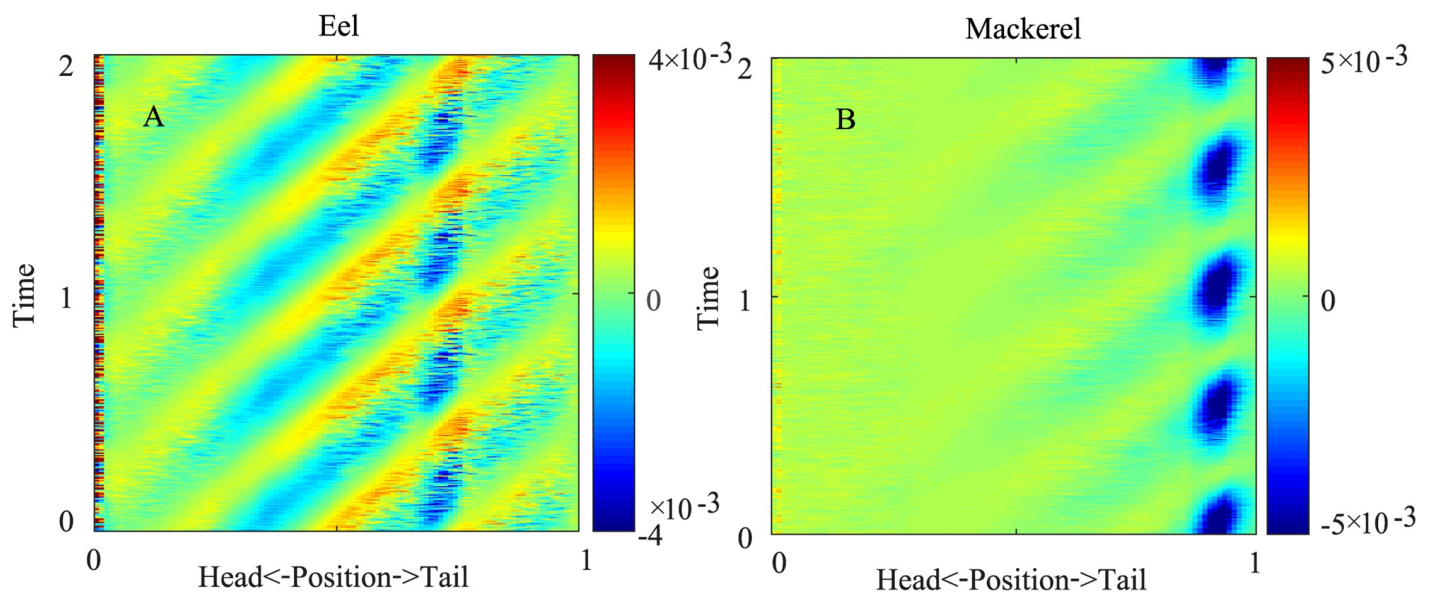 Eel
A
2
1
0
Time
0
1
Head<-Position->Tail
4×10-3
0
×10-3
-4
Mackerel
B
2
1
0
Time
0
1
Head<-Position->Tail
5×10-3
0
-5×10-3